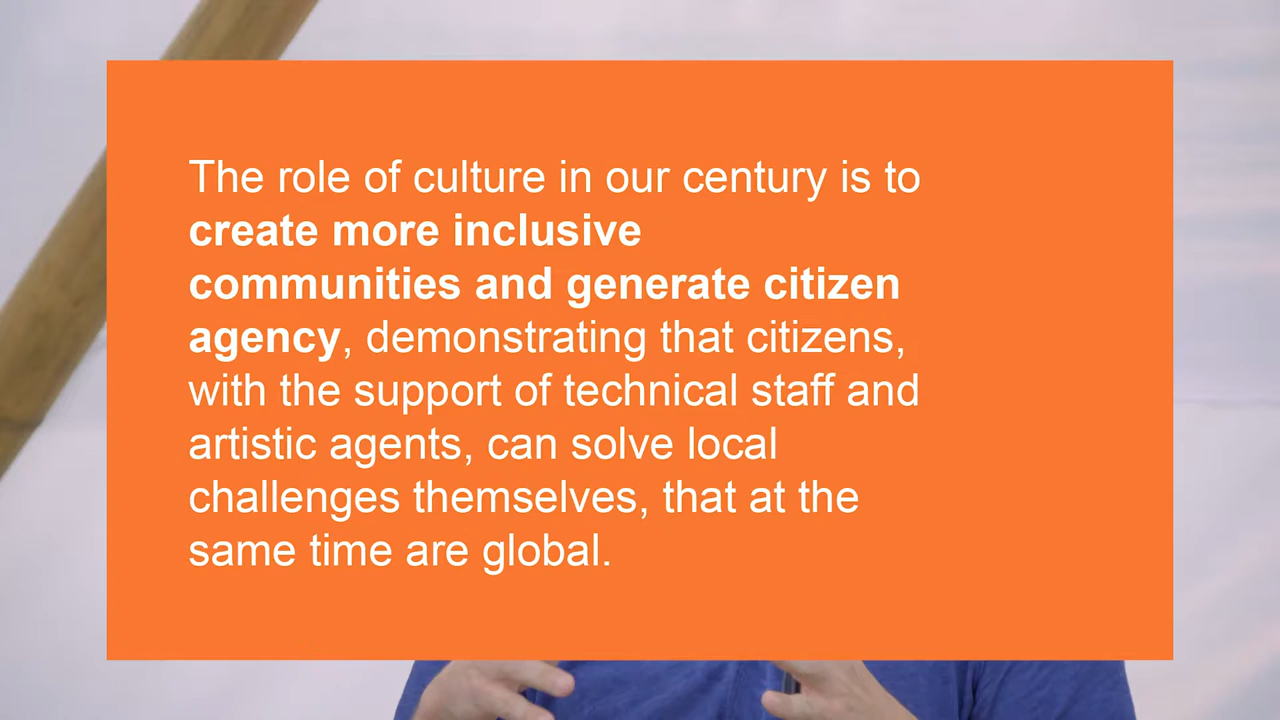 The role of culture in our century is to
create more inclusive
communities and generate citizen
agency, demonstrating that citizens,
with the support of technical staff and
artistic agents, can solve local
challenges themselves, that at the
same time are global.